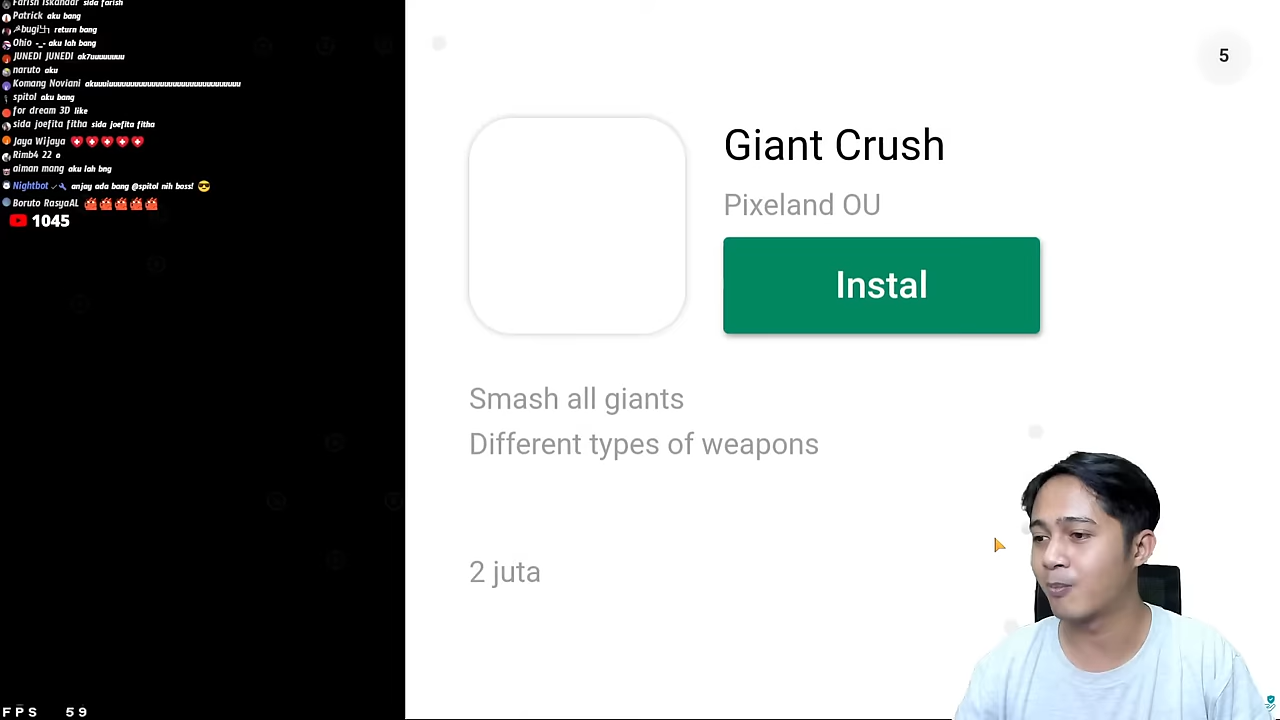 Farish Iskandar sida farish
Patrick aku bang
return bang
Ohio -_- aku lah bang
JUNEDI JUNEDI ak7uuuuuuuu
naruto aku
spitol aku bang
for dream 3D like
sida joefita fitha sida joefita fitha
Jaya Wijaya
Rimb4 22 a
aiman mang aku lah bng
Nightbot anjay ada bang @spitol nih boss! 😎
Boruto RasyaAL
1045
5
Giant Crush
Pixeland OU
Instal
Smash all giants
Different types of weapons
2 juta
FPS 59